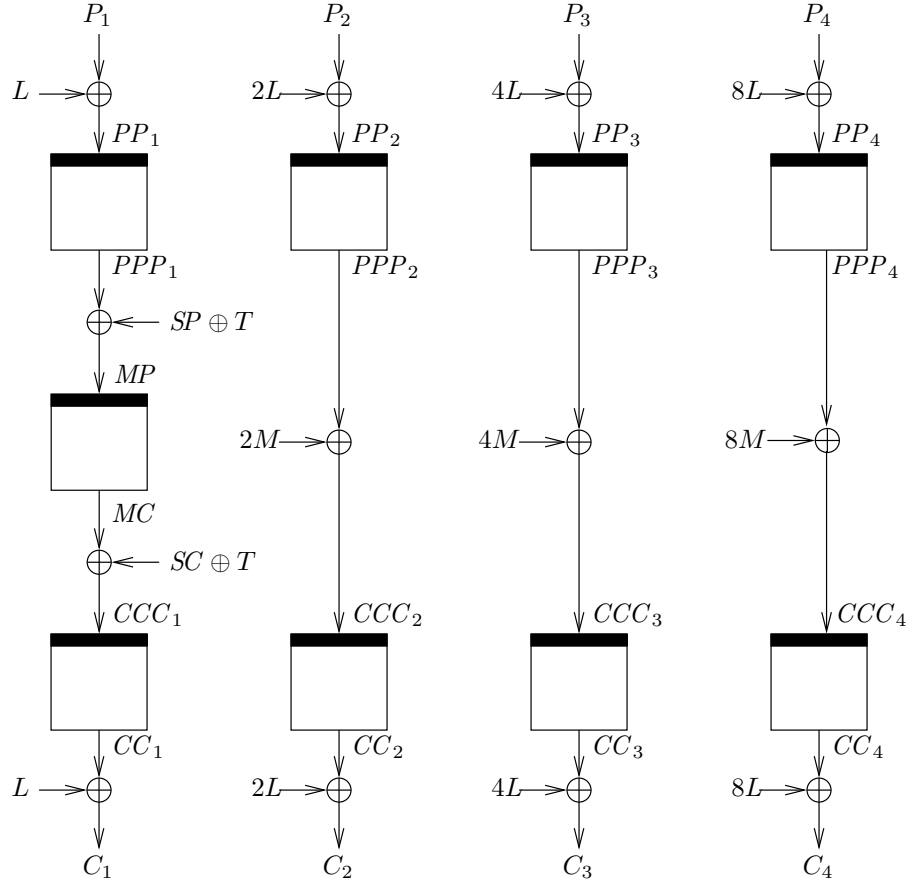 P₁ P₂ P₃ P₄
L 2L 4L 8L
PP₁ PP₂ PP₃ PP₄
PPP₁ PPP₂ PPP₃ PPP₄
SP ⊕ T
MP
2M 4M 8M
MC
SC ⊕ T
CCC₁ CCC₂ CCC₃ CCC₄
CC₁ CC₂ CC₃ CC₄
L 2L 4L 8L
C₁ C₂ C₃ C₄